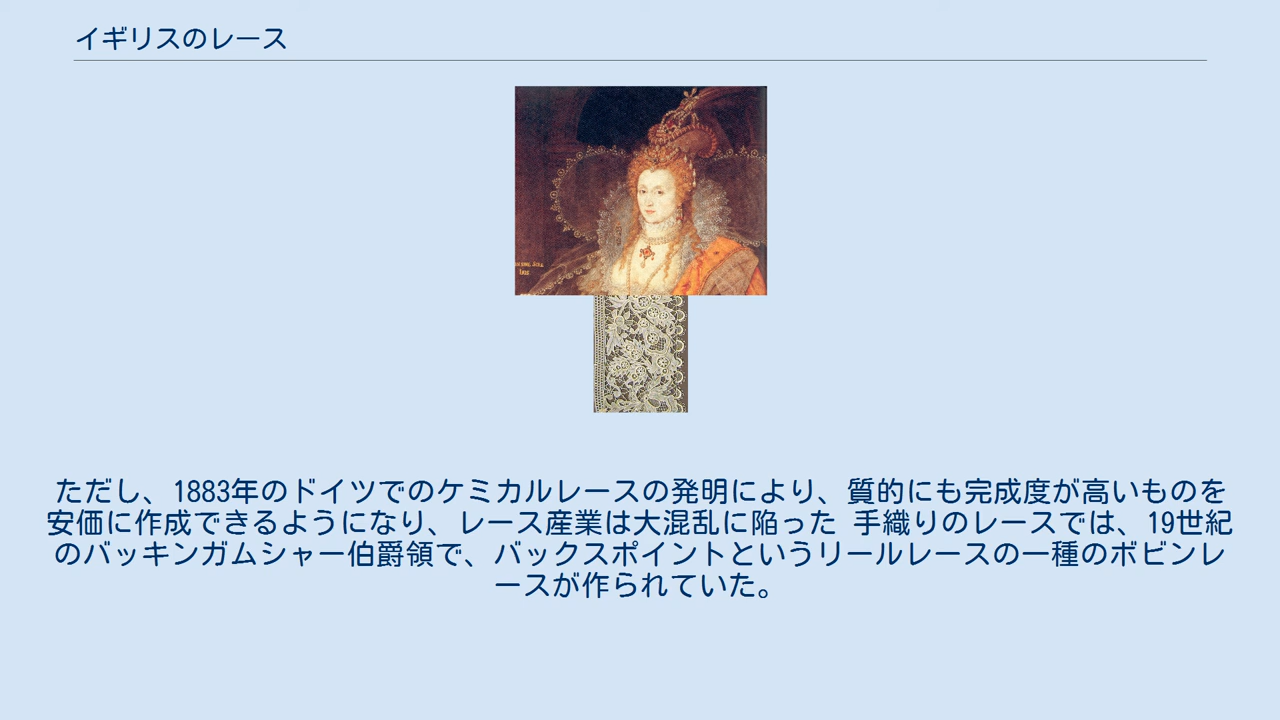 イギリスのレース
ただし、1883年のドイツでのケミカルレースの発明により、質的にも完成度が高いものを
安価に作成できるようになり、レース産業は大混乱に陥った 手織りのレースでは、19世紀
のバッキンガムシャー伯爵領で、バックスポイントというリールレースの一種のボビンレ
ースが作られていた。